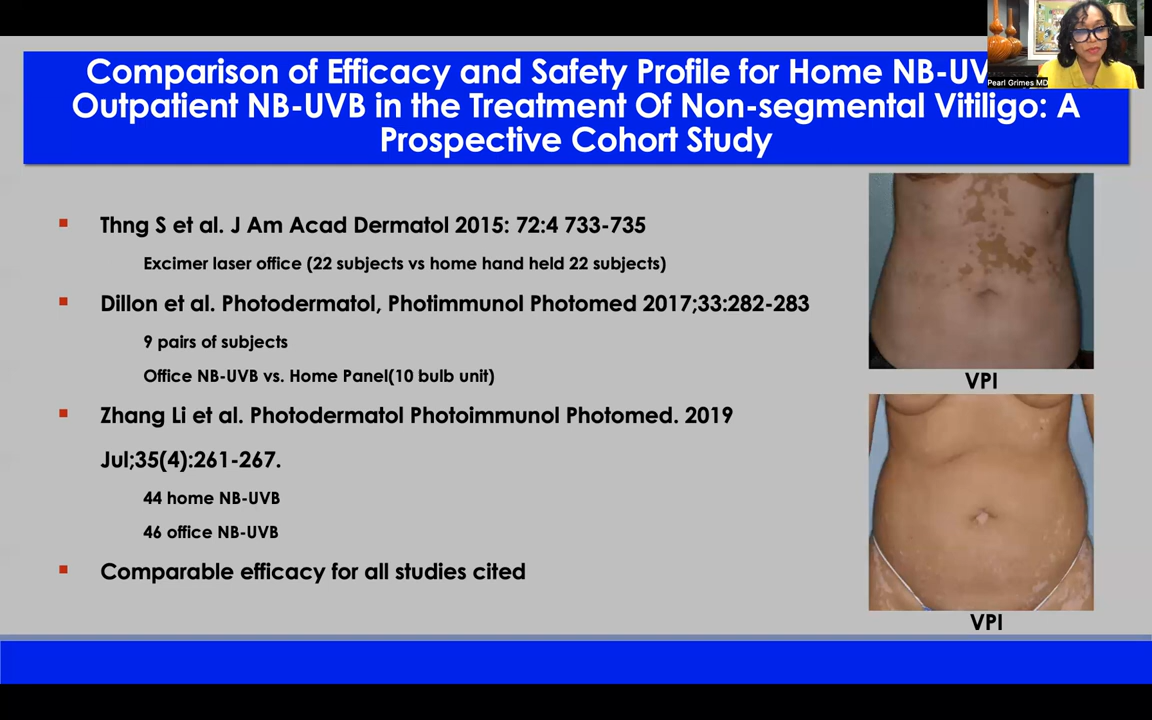 Comparison of Efficacy and Safety Profile for Home NB-UV
Outpatient NB-UVB in the Treatment Of Non-segmental Vitiligo: A
Prospective Cohort Study
Pearl Grimes MD
Thng S et al. J Am Acad Dermatol 2015: 72:4 733-735
Excimer laser office (22 subjects vs home hand held 22 subjects)
Dillon et al. Photodermatol, Photimmunol Photomed 2017;33:282-283
9 pairs of subjects
Office NB-UVB vs. Home Panel(10 bulb unit)
Zhang Li et al. Photodermatol Photoimmunol Photomed. 2019
Jul;35(4):261-267.
44 home NB-UVB
46 office NB-UVB
Comparable efficacy for all studies cited
VPI
VPI